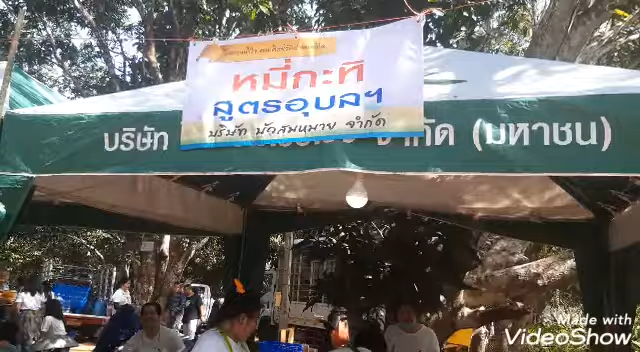 หมี่กะทิ
สูตรอุบลฯ
บริษัท บัวสมหมาย จำกัด
บริษัท จำกัด (มหาชน)
Made with
VideoShow